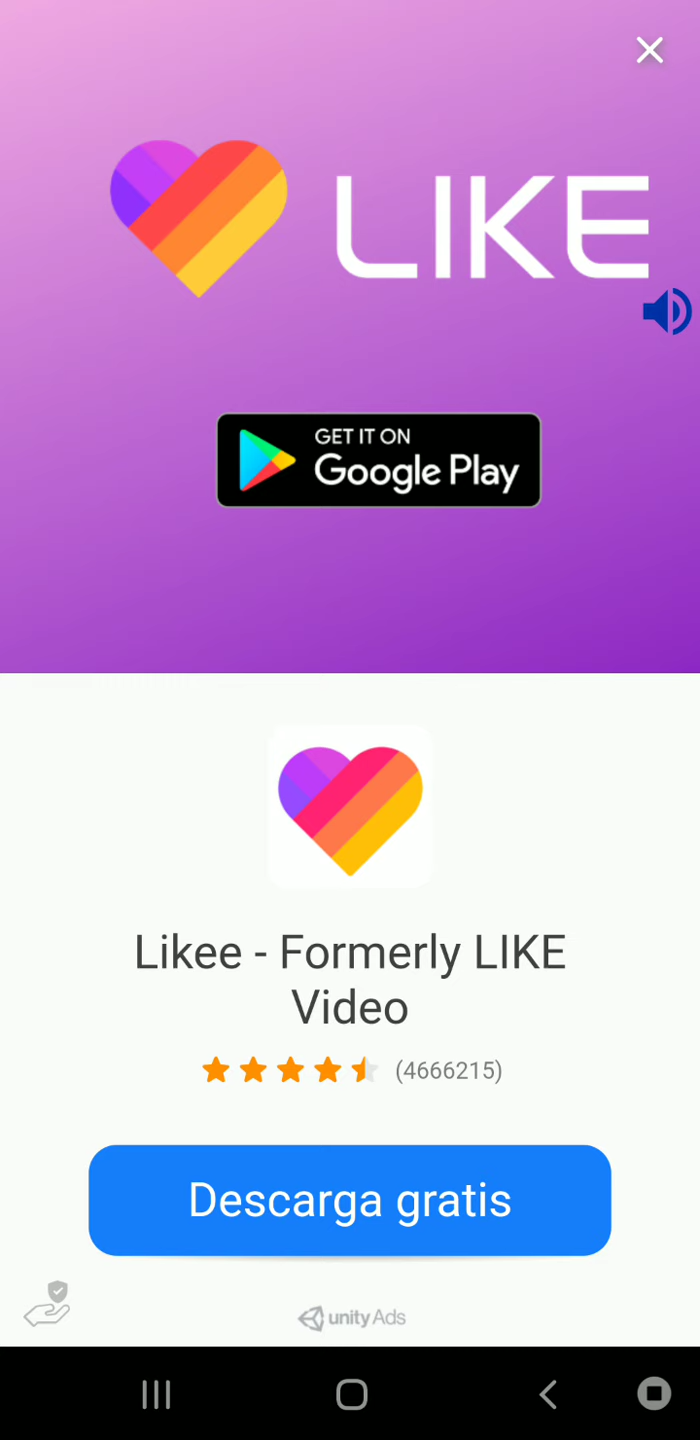 LIKE
GET IT ON
Google Play
Likee - Formerly LIKE
Video
(4666215)
Descarga gratis
unity Ads